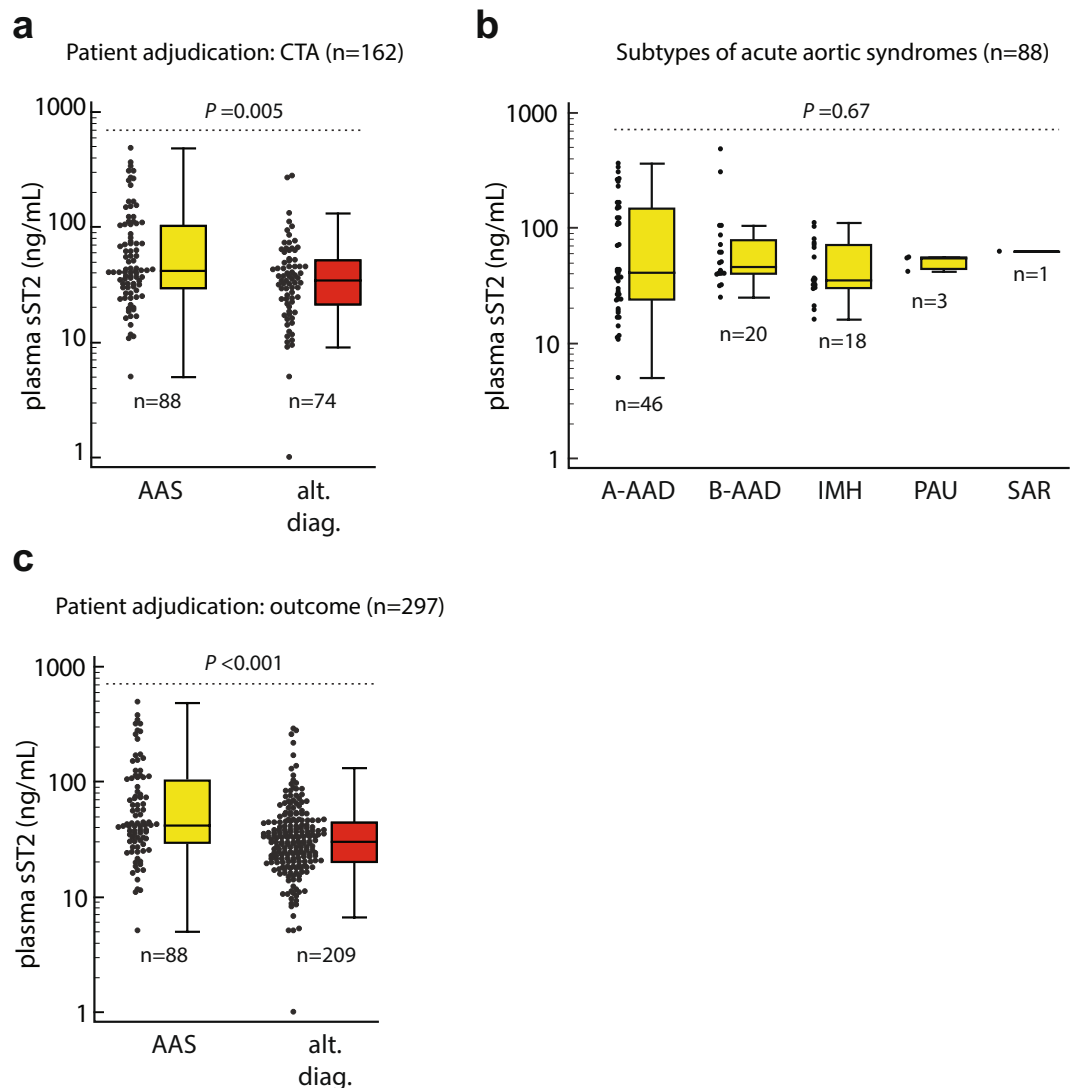 a
Patient adjudication: CTA (n=162)
1000
100
10
1
plasma sST2 (ng/mL)
P =0.005
n=88
n=74
AAS
alt.
diag.
b
Subtypes of acute aortic syndromes (n=88)
1000
100
10
1
plasma sST2 (ng/mL)
P =0.67
n=46
n=20
n=18
n=3
n=1
A-AAD
B-AAD
IMH
PAU
SAR
c
Patient adjudication: outcome (n=297)
1000
100
10
1
plasma sST2 (ng/mL)
P <0.001
n=88
n=209
AAS
alt.
diag.